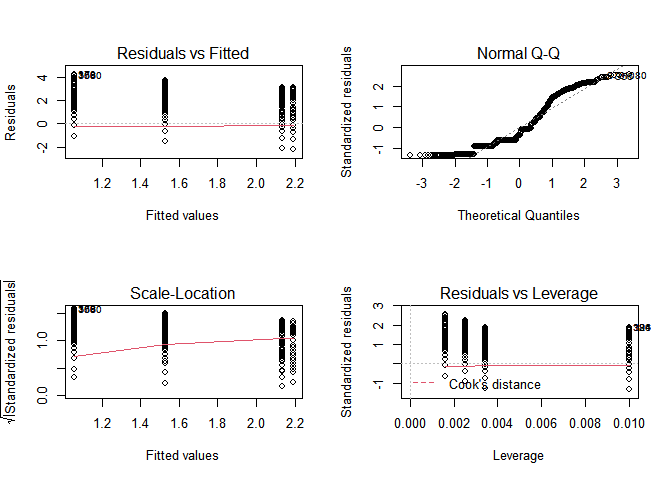 Residuals vs Fitted
Residuals
4
2
0
-2
1.2 1.4 1.6 1.8 2.0 2.2
Fitted values
Normal Q-Q
Standardized residuals
2
1
0
-1
-3 -2 -1 0 1 2 3
Theoretical Quantiles
Scale-Location
√|Standardized residuals|
1.0
0.0
1.2 1.4 1.6 1.8 2.0 2.2
Fitted values
Residuals vs Leverage
Standardized residuals
3
2
1
-1
Cook's distance
0.000 0.002 0.004 0.006 0.008 0.010
Leverage